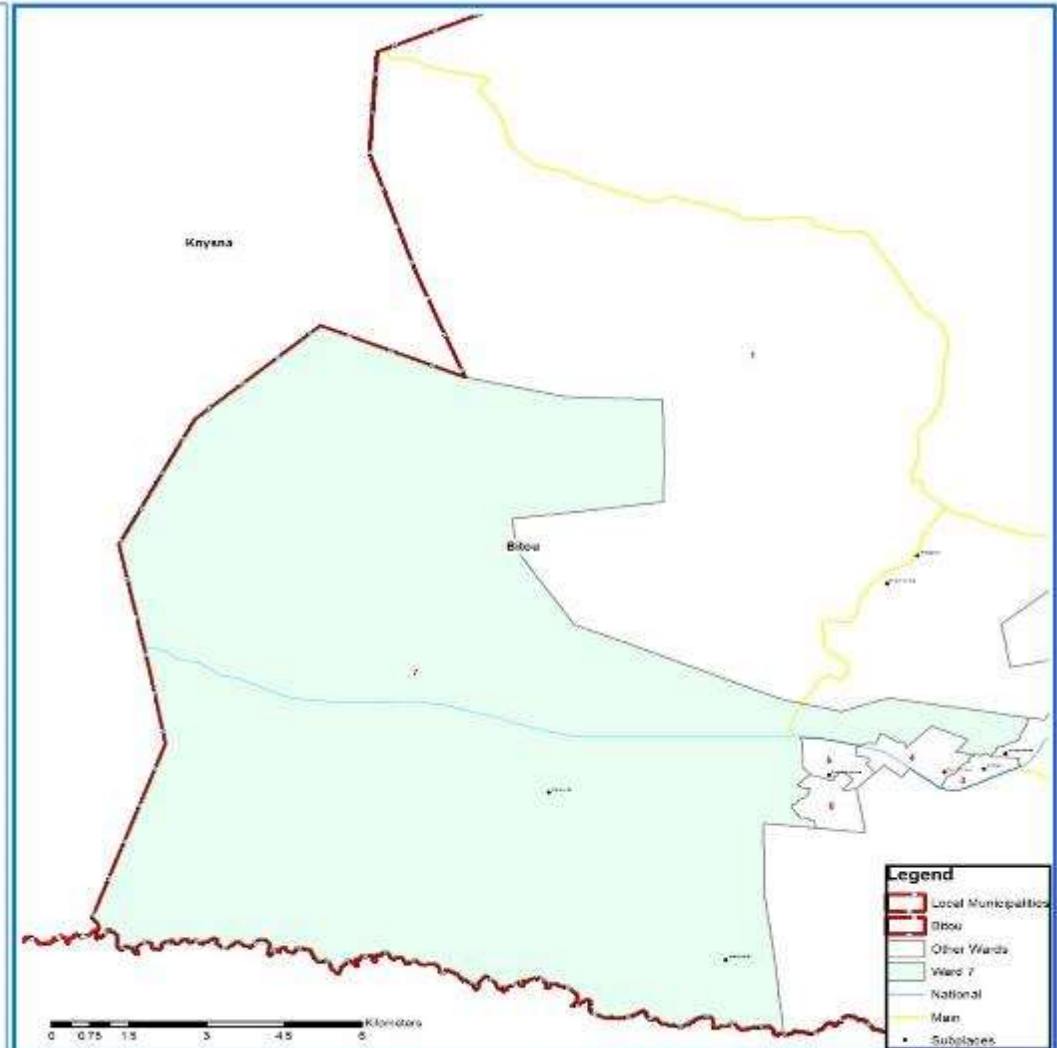 Knysna
1
Bitou
7
5
4
3
6
Legend
Local Municipalities
Bitou
Other Wards
Ward 7
National
Main
Subplaces
Kilometers
0 0.75 1.5 3 4.5 6